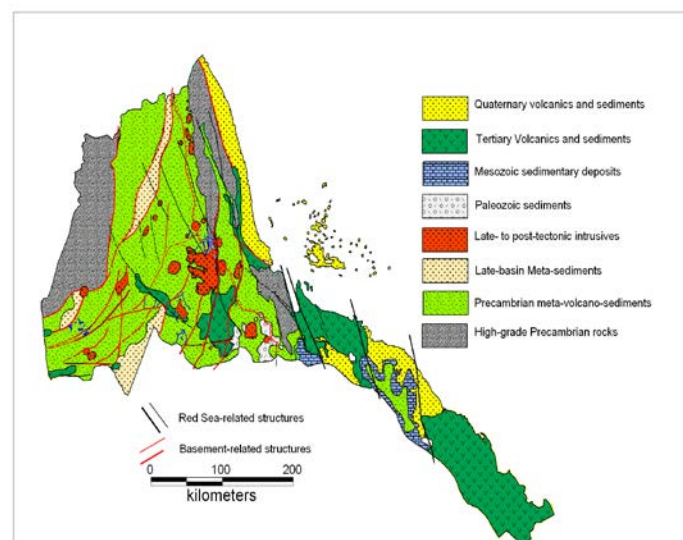 Quaternary volcanics and sediments
Tertiary Volcanics and sediments
Mesozoic sedimentary deposits
Paleozoic sediments
Late- to post-tectonic intrusives
Late-basin Meta-sediments
Precambrian meta-volcano-sediments
High-grade Precambrian rocks
Red Sea-related structures
Basement-related structures
0 100 200
kilometers